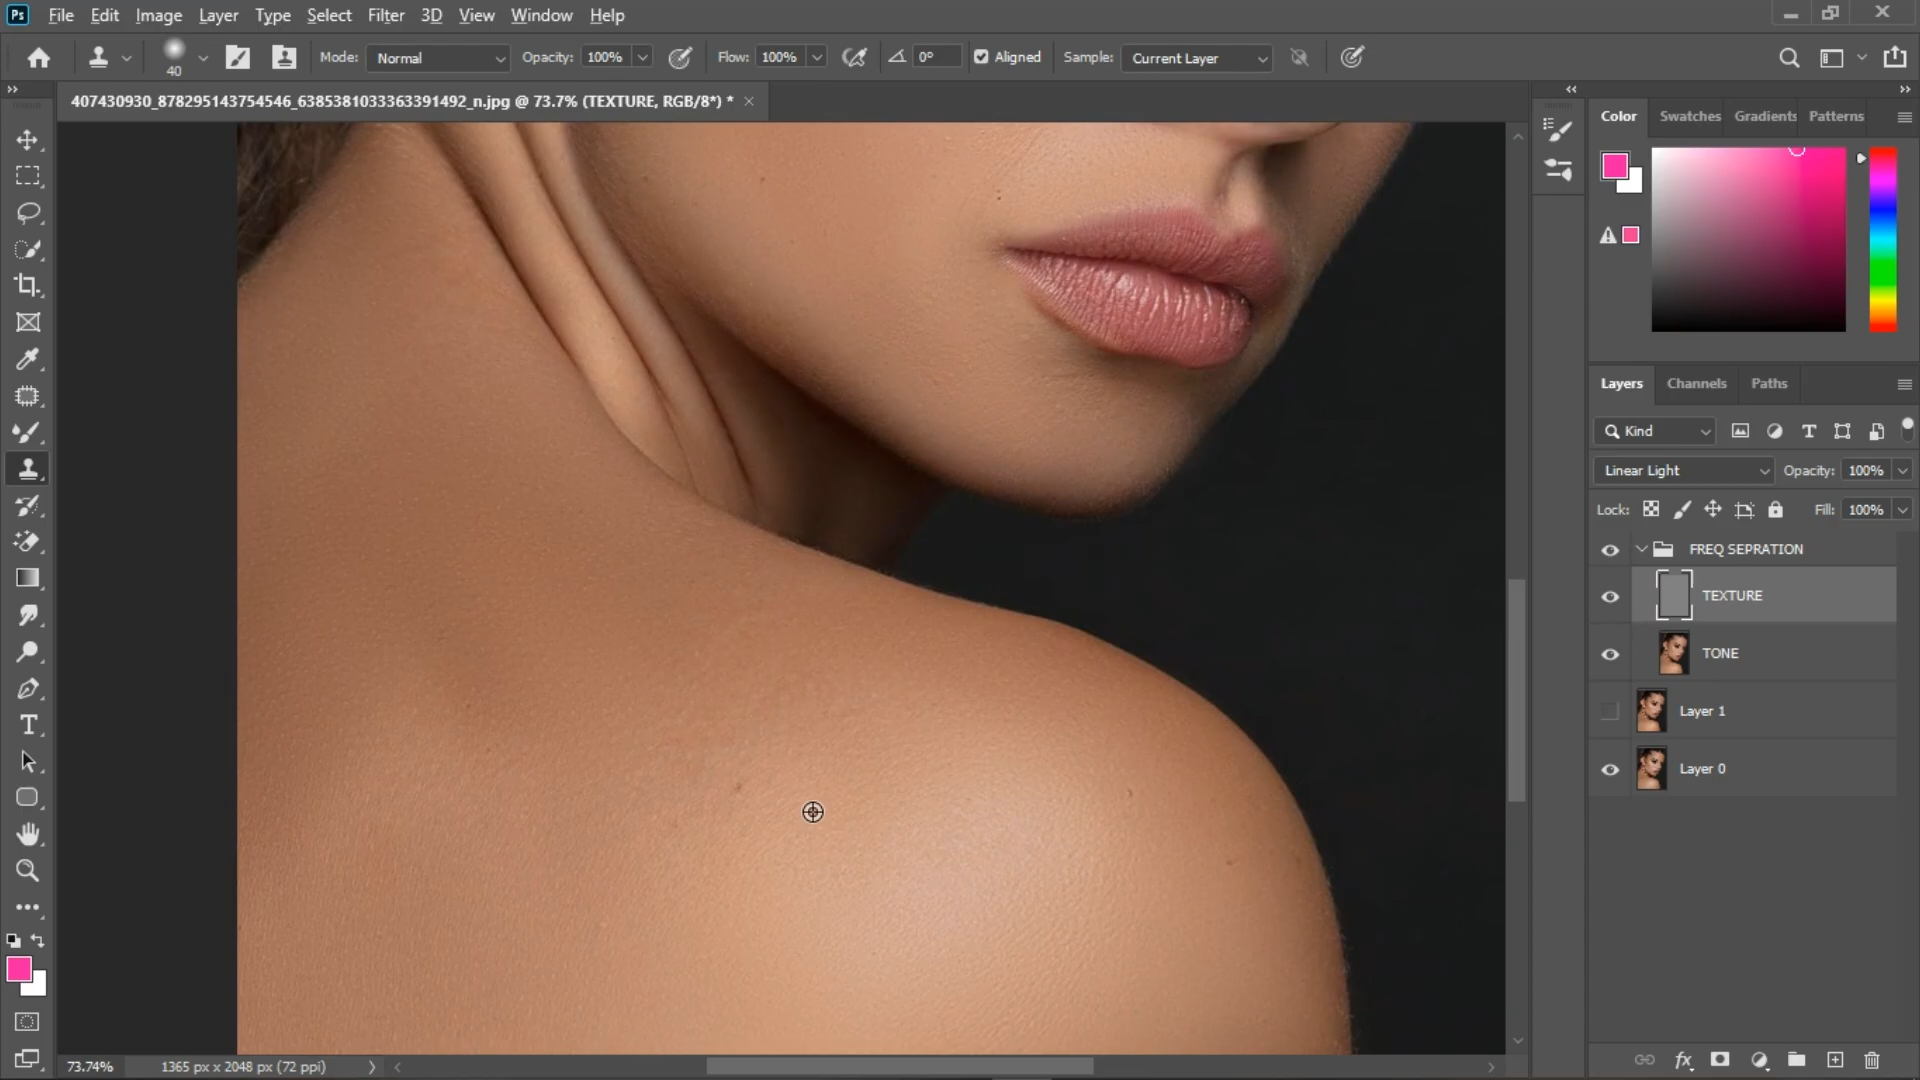 Ps File Edit Image Layer Type Select Filter 3D View Window Help
40 Mode: Normal Opacity: 100% Flow: 100% 0° Aligned Sample: Current Layer
407430930_878295143754546_6385381033363391492_n.jpg @ 73.7% (TEXTURE, RGB/8*) *
Color Swatches Gradients Patterns
Layers Channels Paths
Kind
Linear Light Opacity: 100%
Lock: Fill: 100%
FREQ SEPRATION
TEXTURE
TONE
Layer 1
Layer 0
73.74% 1365 px x 2048 px (72 ppi)